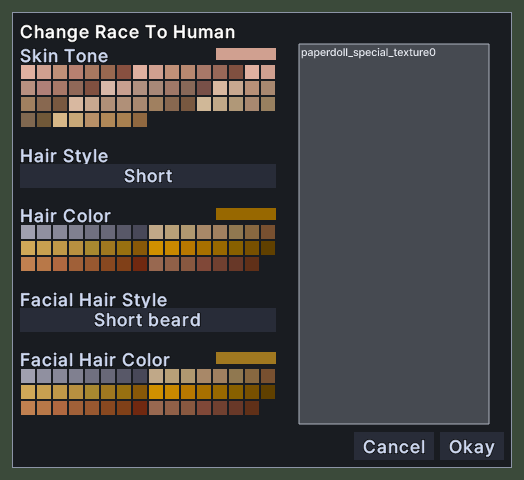 Change Race To Human
Skin Tone
paperdoll_special_texture0
Hair Style
Short
Hair Color
Facial Hair Style
Short beard
Facial Hair Color
Cancel
Okay